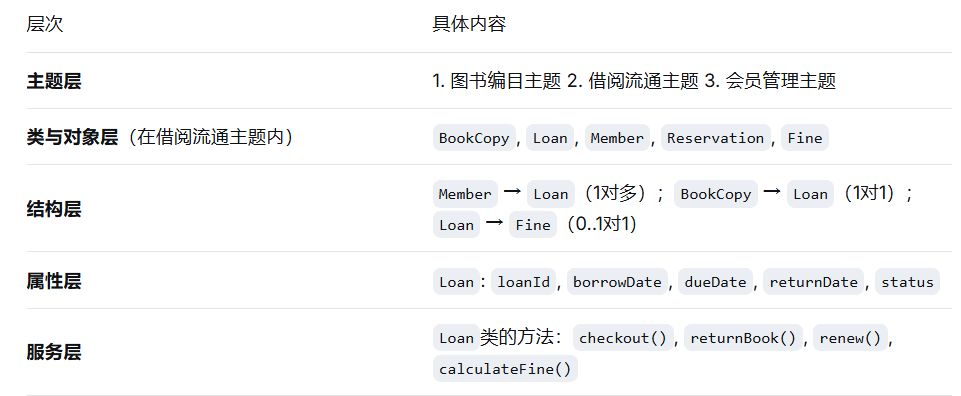 层次 具体内容
主题层 1. 图书编目主题 2. 借阅流通主题 3. 会员管理主题
类与对象层（在借阅流通主题内） BookCopy, Loan, Member, Reservation, Fine
结构层 Member → Loan（1对多）；BookCopy → Loan（1对1）；
Loan → Fine（0..1对1）
属性层 Loan：loanId, borrowDate, dueDate, returnDate, status
服务层 Loan类的方法：checkout(), returnBook(), renew(),
calculateFine()